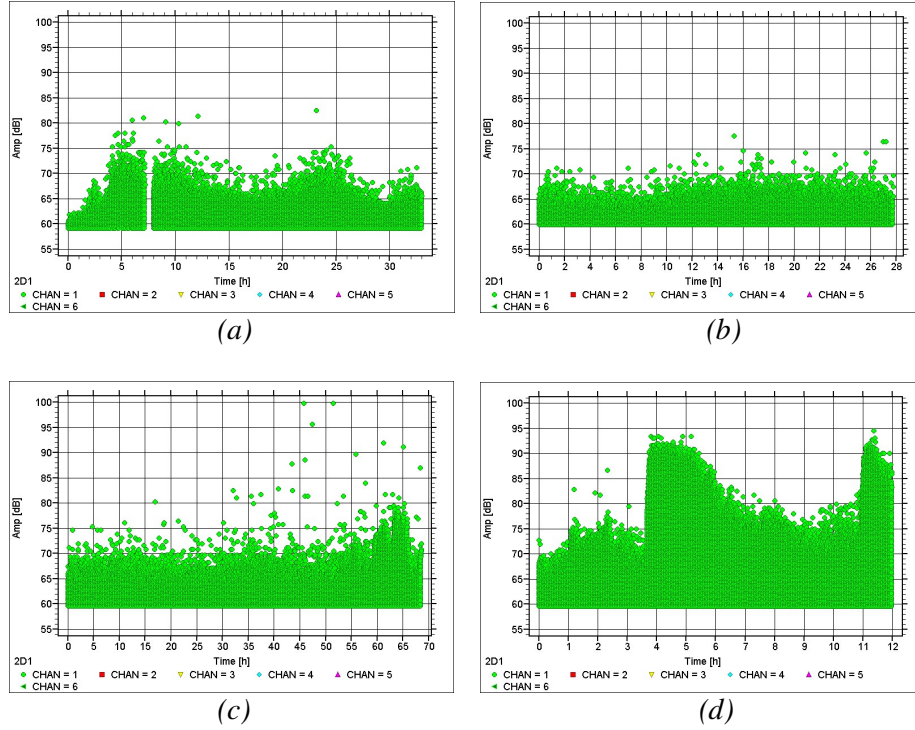 100
95
90
85
80
75
70
65
60
55
Amp [dB]
0 5 10 15 20 25 30
Time [h]
2D1
CHAN = 1 CHAN = 2 CHAN = 3 CHAN = 4 CHAN = 5
CHAN = 6
(a)
100
95
90
85
80
75
70
65
60
55
Amp [dB]
0 2 4 6 8 10 12 14 16 18 20 22 24 26 28
Time [h]
2D1
CHAN = 1 CHAN = 2 CHAN = 3 CHAN = 4 CHAN = 5
CHAN = 6
(b)
100
95
90
85
80
75
70
65
60
55
Amp [dB]
0 5 10 15 20 25 30 35 40 45 50 55 60 65 70
Time [h]
2D1
CHAN = 1 CHAN = 2 CHAN = 3 CHAN = 4 CHAN = 5
CHAN = 6
(c)
100
95
90
85
80
75
70
65
60
55
Amp [dB]
0 1 2 3 4 5 6 7 8 9 10 11 12
Time [h]
2D1
CHAN = 1 CHAN = 2 CHAN = 3 CHAN = 4 CHAN = 5
CHAN = 6
(d)